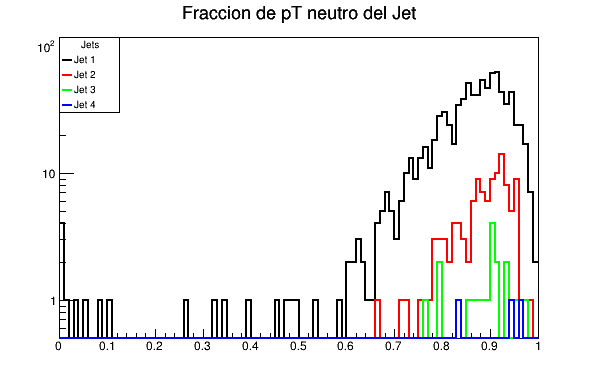 Fraccion de pT neutro del Jet
10²
Jets
Jet 1
Jet 2
Jet 3
Jet 4
10
1
0 0.1 0.2 0.3 0.4 0.5 0.6 0.7 0.8 0.9 1